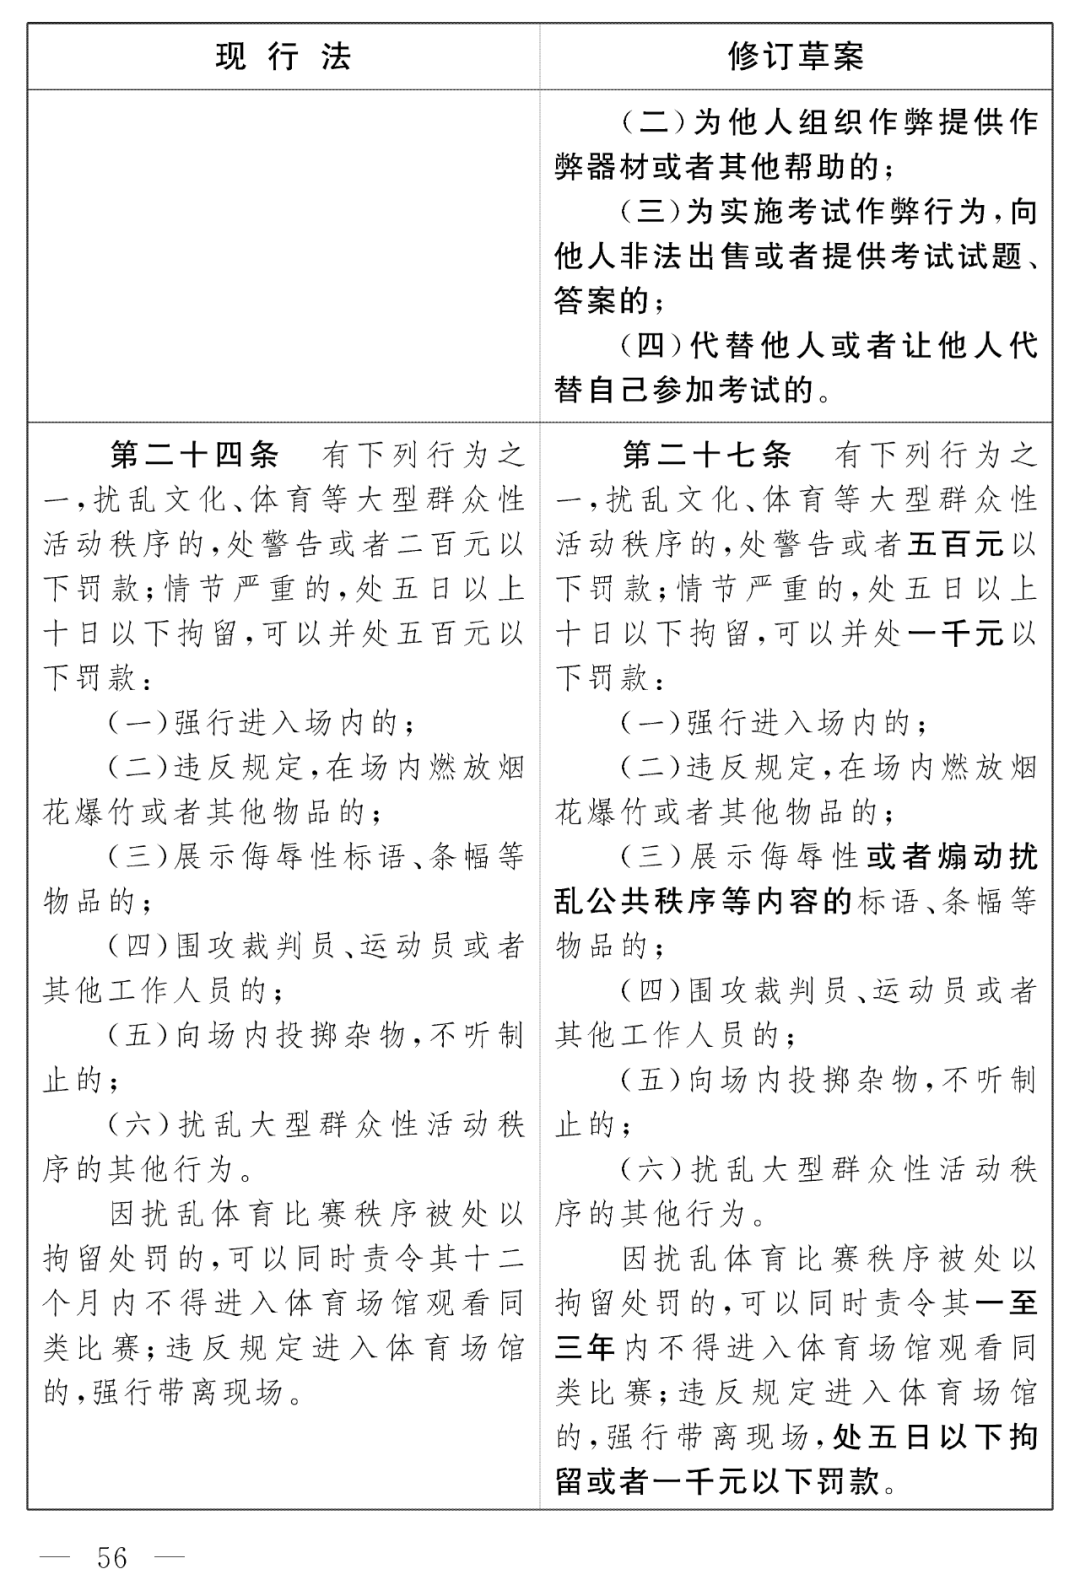 现行法
修订草案
（二）为他人组织作弊提供作
弊器材或者其他帮助的；
（三）为实施考试作弊行为，向
他人非法出售或者提供考试试题、
答案的；
（四）代替他人或者让他人代
替自己参加考试的。
第二十四条　有下列行为之
一，扰乱文化、体育等大型群众性
活动秩序的，处警告或者二百元以
下罚款；情节严重的，处五日以上
十日以下拘留，可以并处五百元以
下罚款：
（一）强行进入场内的；
（二）违反规定，在场内燃放烟
花爆竹或者其他物品的；
（三）展示侮辱性标语、条幅等
物品的；
（四）围攻裁判员、运动员或者
其他工作人员的；
（五）向场内投掷杂物，不听制
止的；
（六）扰乱大型群众性活动秩
序的其他行为。
因扰乱体育比赛秩序被处以
拘留处罚的，可以同时责令其十二
个月内不得进入体育场馆观看同
类比赛；违反规定进入体育场馆
的，强行带离现场。
第二十七条　有下列行为之
一，扰乱文化、体育等大型群众性
活动秩序的，处警告或者五百元以
下罚款；情节严重的，处五日以上
十日以下拘留，可以并处一千元以
下罚款：
（一）强行进入场内的；
（二）违反规定，在场内燃放烟
花爆竹或者其他物品的；
（三）展示侮辱性或者煽动扰
乱公共秩序等内容的标语、条幅等
物品的；
（四）围攻裁判员、运动员或者
其他工作人员的；
（五）向场内投掷杂物，不听制
止的；
（六）扰乱大型群众性活动秩
序的其他行为。
因扰乱体育比赛秩序被处以
拘留处罚的，可以同时责令其一至
三年内不得进入体育场馆观看同
类比赛；违反规定进入体育场馆
的，强行带离现场，处五日以下拘
留或者一千元以下罚款。
— 56 —